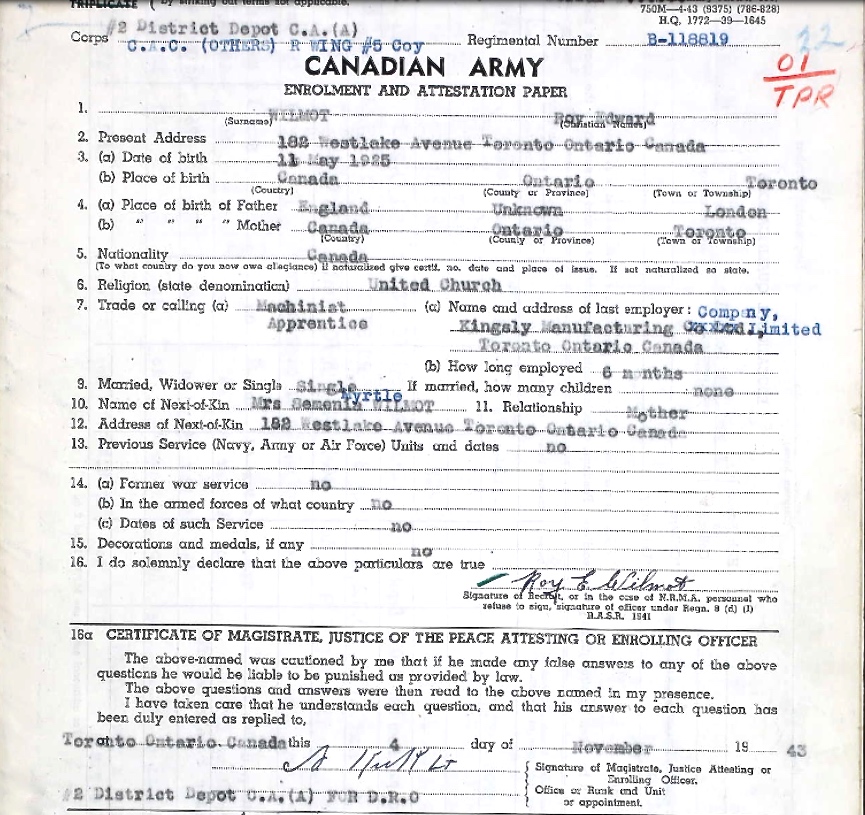 TRIPLICATE ( by striking out terms not applicable.
750M—4-43 (9375) (786-828)
H.Q. 1772—39—1645
#2 District Depot C.A.(A)
Corps C.A.C. (OTHERS) R WING #5 Coy Regimental Number B-118819
22
01
TPR
CANADIAN ARMY
ENROLMENT AND ATTESTATION PAPER
1. WILMOT Roy Edward
(Surname) (Christian Names)
2. Present Address 182 Westlake Avenue Toronto Ontario Canada
3. (a) Date of birth 11 May 1925
(b) Place of birth Canada Ontario Toronto
(Country) (County or Province) (Town or Township)
4. (a) Place of birth of Father England Unknown London
(b) " " " " Mother Canada Ontario Toronto
(Country) (County or Province) (Town or Township)
5. Nationality Canada
(To what country do you now owe allegiance) If naturalized give certif. no. date and place of issue. If not naturalized so state.
6. Religion (state denomination) United Church
7. Trade or calling (a) Machinist (a) Name and address of last employer: Company,
Apprentice Kingsly Manufacturing Limited
Toronto Ontario Canada
(b) How long employed 6 months
9. Married, Widower or Single Single If married, how many children none
Myrtle
10. Name of Next-of-Kin Mrs Semenia WILMOT 11. Relationship Mother
12. Address of Next-of-Kin 182 Westlake Avenue Toronto Ontario Canada
13. Previous Service (Navy, Army or Air Force) Units and dates no
14. (a) Former war service no
(b) In the armed forces of what country no
(c) Dates of such Service no
15. Decorations and medals, if any no
16. I do solemnly declare that the above particulars are true
Roy E Wilmot
Signature of Recruit, or in the case of N.R.M.A. personnel who
refuse to sign, signature of officer under Regn. 8 (d) (1)
R.A.S.R. 1941
16a CERTIFICATE OF MAGISTRATE, JUSTICE OF THE PEACE ATTESTING OR ENROLLING OFFICER
The above-named was cautioned by me that if he made any false answers to any of the above
questions he would be liable to be punished as provided by law.
The above questions and answers were then read to the above named in my presence.
I have taken care that he understands each question, and that his answer to each question has
been duly entered as replied to,
Toronto Ontario Canada this 4 day of November 19 43
Signature of Magistrate, Justice Attesting or
Enrolling Officer.
Office or Rank and Unit
or appointment.
#2 District Depot C.A.(A) FOR D.R.O